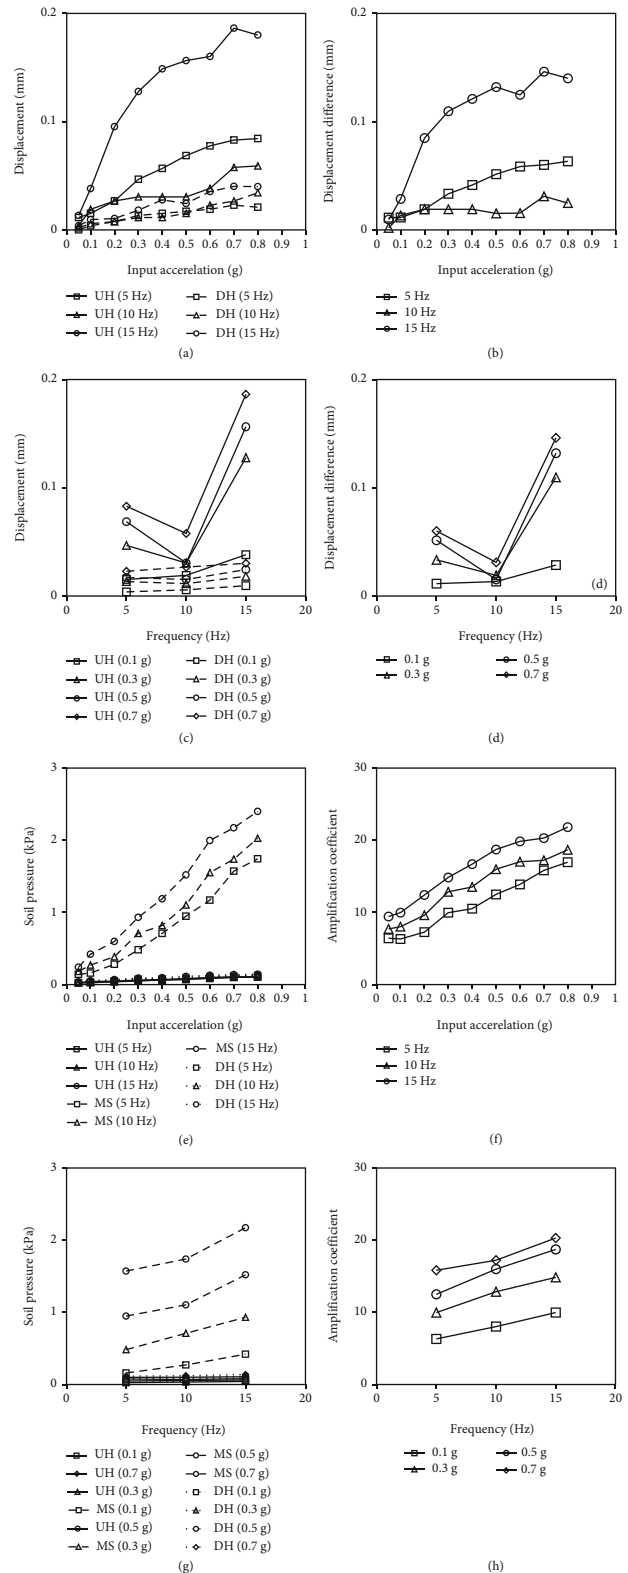 0.2
0.1
0
Displacement (mm)
0 0.1 0.2 0.3 0.4 0.5 0.6 0.7 0.8 0.9 1
Input accerelation (g)
UH (5 Hz) DH (5 Hz)
UH (10 Hz) DH (10 Hz)
UH (15 Hz) DH (15 Hz)
(a)
0.2
0.1
0
Displacement difference (mm)
0 0.1 0.2 0.3 0.4 0.5 0.6 0.7 0.8 0.9 1
Input acceleration (g)
5 Hz
10 Hz
15 Hz
(b)
0.2
0.1
0
Displacement (mm)
0 5 10 15 20
Frequency (Hz)
UH (0.1 g) DH (0.1 g)
UH (0.3 g) DH (0.3 g)
UH (0.5 g) DH (0.5 g)
UH (0.7 g) DH (0.7 g)
(c)
0.2
0.1
0
Displacement difference (mm)
(d)
0 5 10 15 20
Frequency (Hz)
0.1 g 0.5 g
0.3 g 0.7 g
(d)
3
2
1
0
Soil pressure (kPa)
0 0.1 0.2 0.3 0.4 0.5 0.6 0.7 0.8 0.9 1
Input accerelation (g)
UH (5 Hz) MS (15 Hz)
UH (10 Hz) DH (5 Hz)
UH (15 Hz) DH (10 Hz)
MS (5 Hz) DH (15 Hz)
MS (10 Hz)
(e)
30
20
10
0
Amplification coefficient
0 0.1 0.2 0.3 0.4 0.5 0.6 0.7 0.8 0.9 1
Input accerelation (g)
5 Hz
10 Hz
15 Hz
(f)
3
2
1
0
Soil pressure (kPa)
0 5 10 15 20
Frequency (Hz)
UH (0.1 g) MS (0.5 g)
UH (0.7 g) MS (0.7 g)
UH (0.3 g) DH (0.1 g)
MS (0.1 g) DH (0.3 g)
UH (0.5 g) DH (0.5 g)
MS (0.3 g) DH (0.7 g)
(g)
30
20
10
0
Amplification coefficient
0 5 10 15 20
Frequency (Hz)
0.1 g 0.5 g
0.3 g 0.7 g
(h)